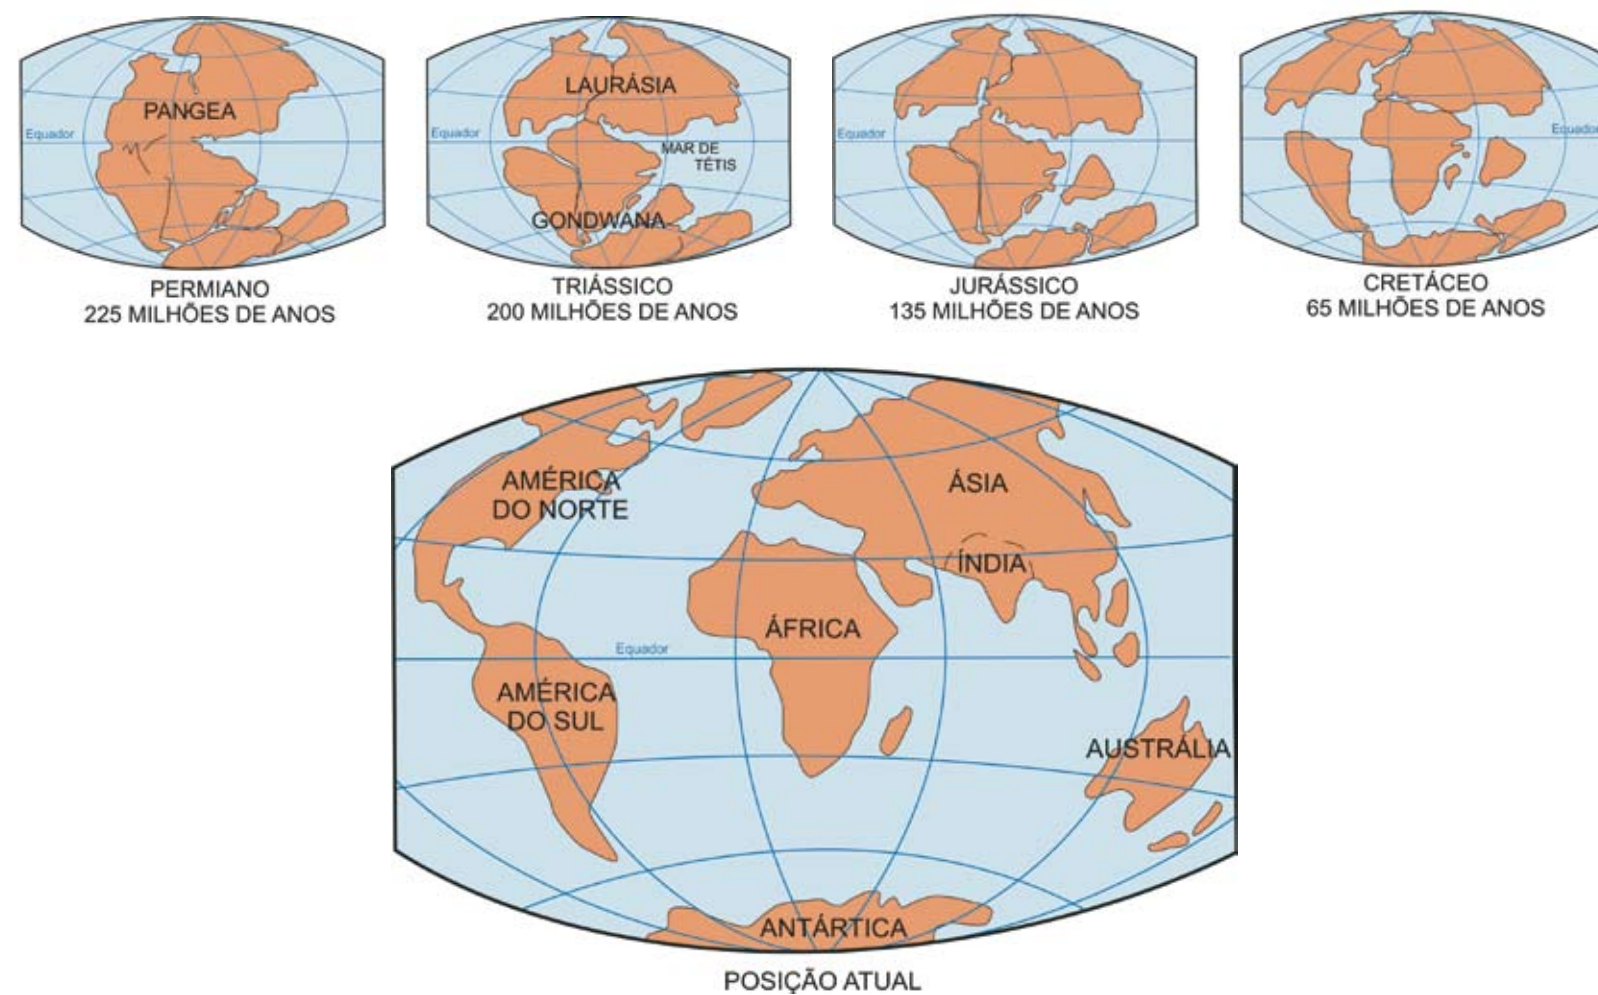 PANGEA
Equador
PERMIANO
225 MILHÕES DE ANOS
LAURÁSIA
Equador
MAR DE
TÉTIS
GONDWANA
TRIÁSSICO
200 MILHÕES DE ANOS
Equador
JURÁSSICO
135 MILHÕES DE ANOS
Equador
CRETÁCEO
65 MILHÕES DE ANOS
AMÉRICA
DO NORTE
ÁSIA
ÍNDIA
ÁFRICA
Equador
AMÉRICA
DO SUL
AUSTRÁLIA
ANTÁRTICA
POSIÇÃO ATUAL